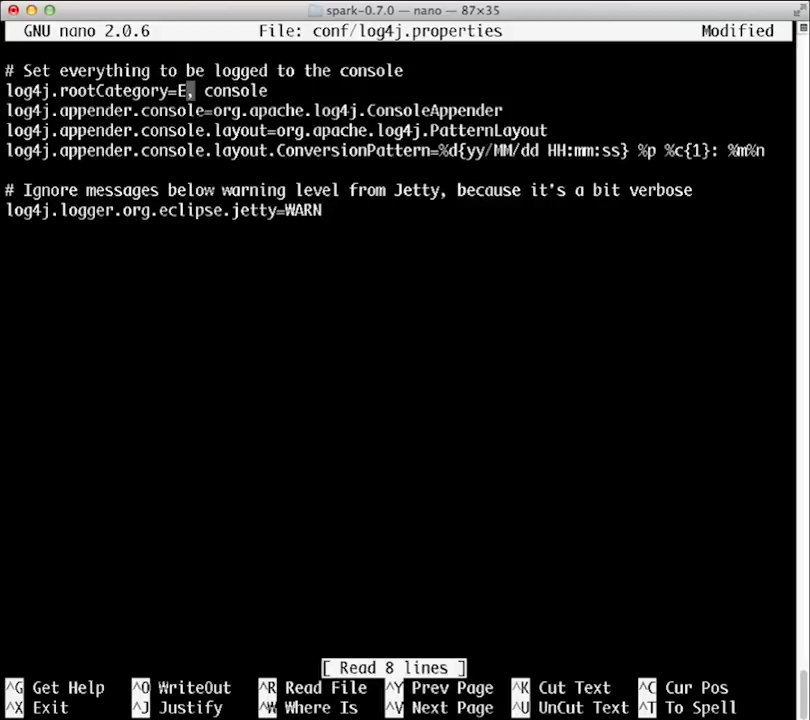 spark-0.7.0 — nano — 87×35
GNU nano 2.0.6 File: conf/log4j.properties Modified
# Set everything to be logged to the console
log4j.rootCategory=E, console
log4j.appender.console=org.apache.log4j.ConsoleAppender
log4j.appender.console.layout=org.apache.log4j.PatternLayout
log4j.appender.console.layout.ConversionPattern=%d{yy/MM/dd HH:mm:ss} %p %c{1}: %m%n
# Ignore messages below warning level from Jetty, because it's a bit verbose
log4j.logger.org.eclipse.jetty=WARN
[ Read 8 lines ]
^G Get Help ^O WriteOut ^R Read File ^Y Prev Page ^K Cut Text ^C Cur Pos
^X Exit ^J Justify ^W Where Is ^V Next Page ^U UnCut Text ^T To Spell